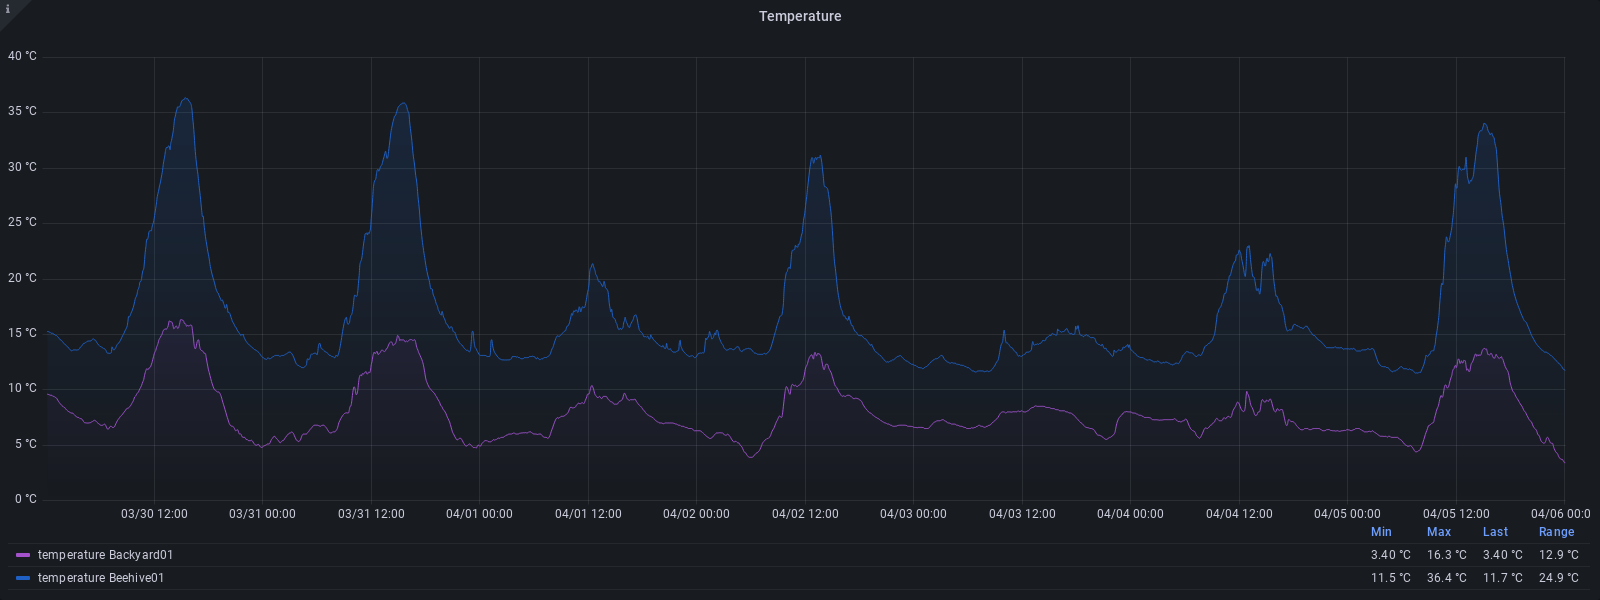 i
Temperature
40 °C
35 °C
30 °C
25 °C
20 °C
15 °C
10 °C
5 °C
0 °C
03/30 12:00 03/31 00:00 03/31 12:00 04/01 00:00 04/01 12:00 04/02 00:00 04/02 12:00 04/03 00:00 04/03 12:00 04/04 00:00 04/04 12:00 04/05 00:00 04/05 12:00 04/06 00:0
Min Max Last Range
temperature Backyard01 3.40 °C 16.3 °C 3.40 °C 12.9 °C
temperature Beehive01 11.5 °C 36.4 °C 11.7 °C 24.9 °C